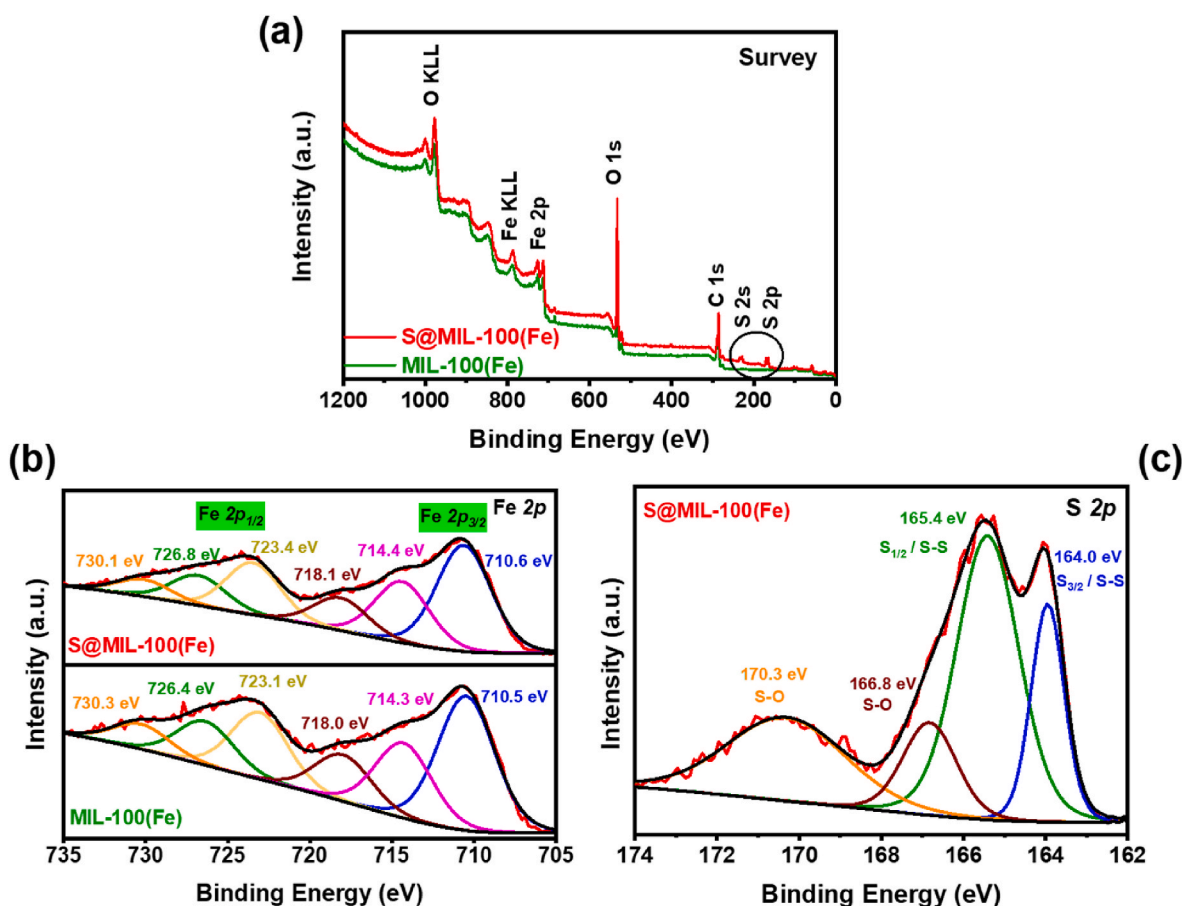 (a)
Survey
O KLL
Fe KLL
Fe 2p
O 1s
C 1s
S 2s
S 2p
S@MIL-100(Fe)
MIL-100(Fe)
Intensity (a.u.)
1200 1000 800 600 400 200 0
Binding Energy (eV)
(b)
Fe 2p1/2
Fe 2p3/2
Fe 2p
730.1 eV
726.8 eV
723.4 eV
718.1 eV
714.4 eV
710.6 eV
S@MIL-100(Fe)
Intensity (a.u.)
730.3 eV
726.4 eV
723.1 eV
718.0 eV
714.3 eV
710.5 eV
MIL-100(Fe)
Intensity (a.u.)
735 730 725 720 715 710 705
Binding Energy (eV)
(c)
S@MIL-100(Fe)
S 2p
165.4 eV
S1/2 / S-S
164.0 eV
S3/2 / S-S
170.3 eV
S-O
166.8 eV
S-O
Intensity (a.u.)
174 172 170 168 166 164 162
Binding Energy (eV)